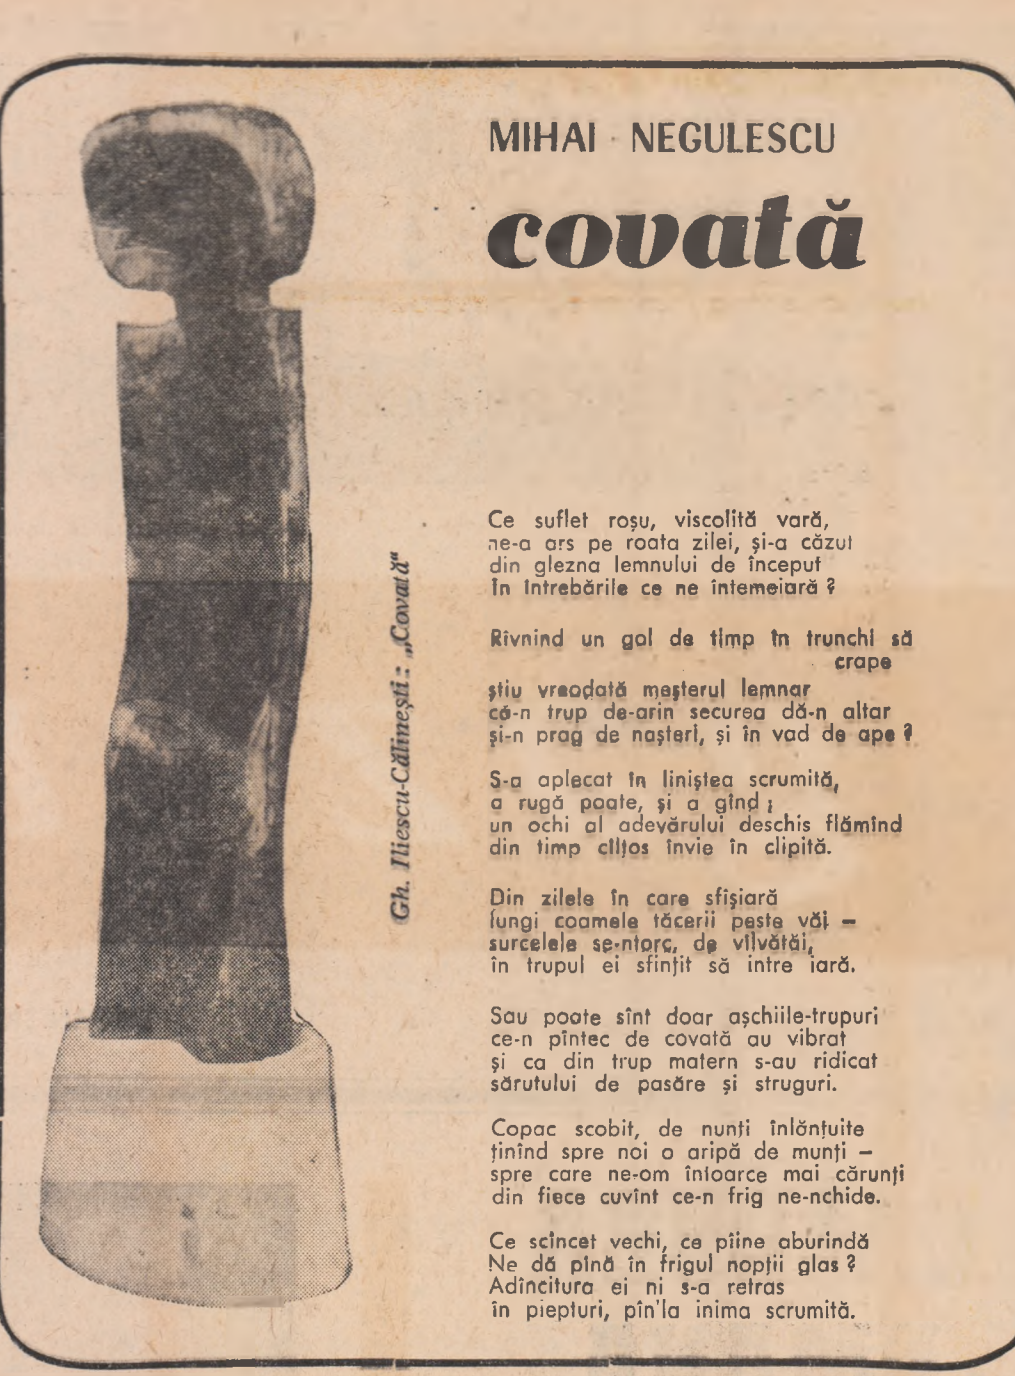 MIHAI NEGULESCU
covată
Ce suflet roșu, viscolită vară,
ne-a ars pe roata zilei, și-a căzut
din glezna lemnului de început
în întrebările ce ne întemeiară ?
Rîvnind un gol de timp în trunchi să
crape
știu vreodată meșterul lemnar
că-n trup de-arin securea dă-n altar
și-n prag de nașteri, și în vad de ape ?
S-a aplecat în liniștea scrumită,
a rugă poate, și a gînd ;
un ochi al adevărului deschis flămînd
din timp cîlțos învie în clipită.
Din zilele în care sfîșiară
lungi coamele tăcerii peste văi —
surcelele se-ntorc, de vîlvătăi,
în trupul ei sfințit să intre iară.
Sau poate sînt doar așchiile-trupuri
ce-n pîntec de covată au vibrat
și ca din trup matern s-au ridicat
sărutului de pasăre și struguri.
Copac scobit, de nunți înlănțuite
ținînd spre noi o aripă de munți —
spre care ne-om întoarce mai cărunți
din fiece cuvînt ce-n frig ne-nchide.
Ce scîncet vechi, ce pîine aburindă
Ne dă pînă în frigul nopții glas ?
Adîncitura ei ni s-a retras
în piepturi, pîn'la inima scrumită.
Gh. Iliescu-Călinești : „Covată"